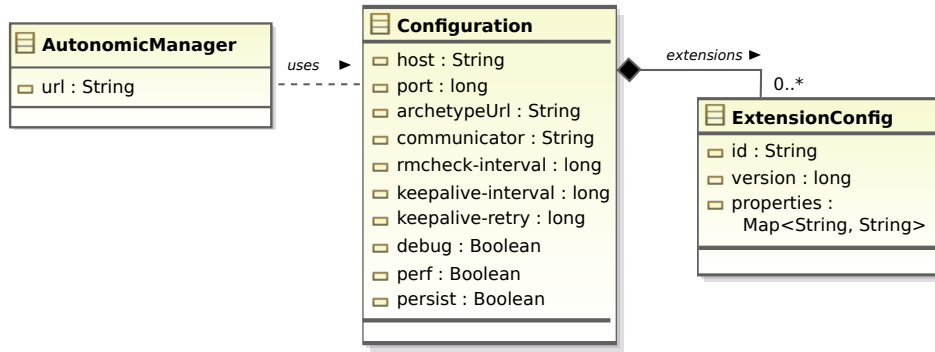 AutonomicManager
url : String
uses
Configuration
host : String
port : long
archetypeUrl : String
communicator : String
rmcheck-interval : long
keepalive-interval : long
keepalive-retry : long
debug : Boolean
perf : Boolean
persist : Boolean
extensions
0..*
ExtensionConfig
id : String
version : long
properties :
Map<String, String>